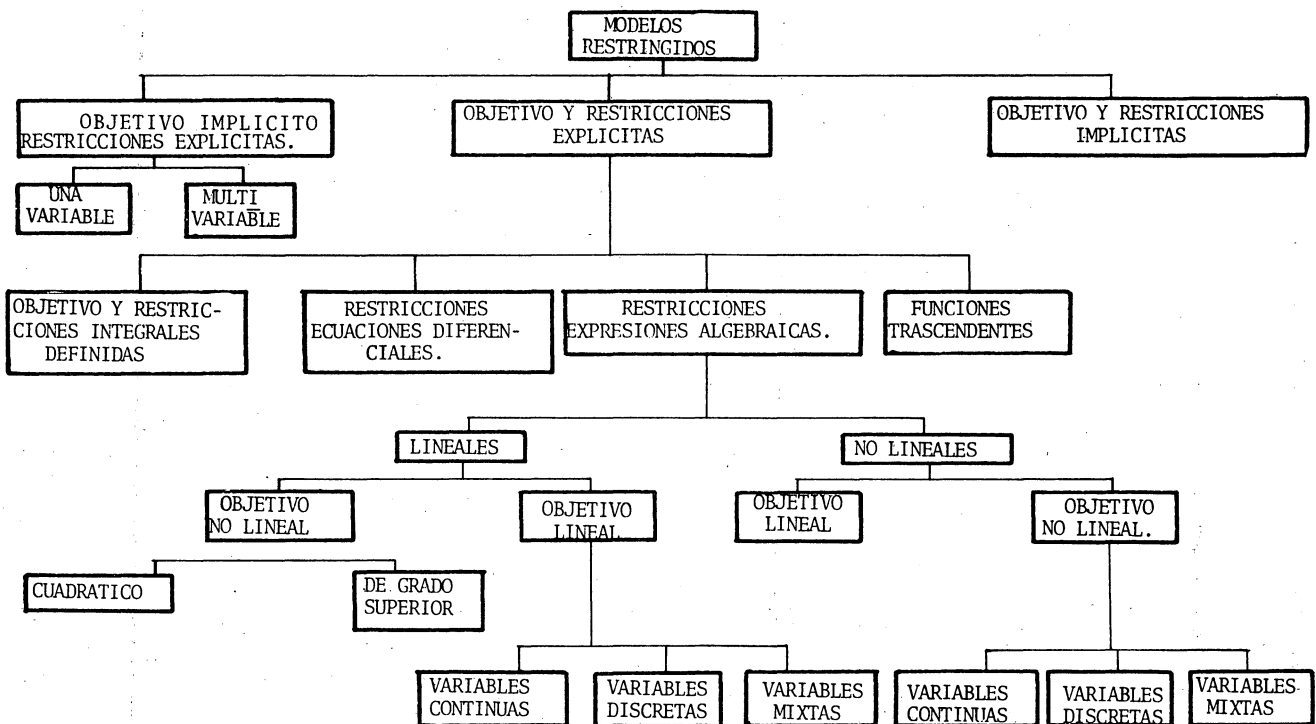 MODELOS
RESTRINGIDOS
OBJETIVO IMPLICITO
RESTRICCIONES EXPLICITAS.
OBJETIVO Y RESTRICCIONES
EXPLICITAS
OBJETIVO Y RESTRICCIONES
IMPLICITAS
UNA
VARIABLE
MULTI
VARIABLE
OBJETIVO Y RESTRIC-
CIONES INTEGRALES
DEFINIDAS
RESTRICCIONES
ECUACIONES DIFEREN-
CIALES.
RESTRICCIONES
EXPRESIONES ALGEBRAICAS.
FUNCIONES
TRASCENDENTES
LINEALES
NO LINEALES
OBJETIVO
NO LINEAL
OBJETIVO
LINEAL
OBJETIVO
LINEAL
OBJETIVO
NO LINEAL.
CUADRATICO
DE GRADO
SUPERIOR
VARIABLES
CONTINUAS
VARIABLES
DISCRETAS
VARIABLES
MIXTAS
VARIABLES
CONTINUAS
VARIABLES
DISCRETAS
VARIABLES
MIXTAS